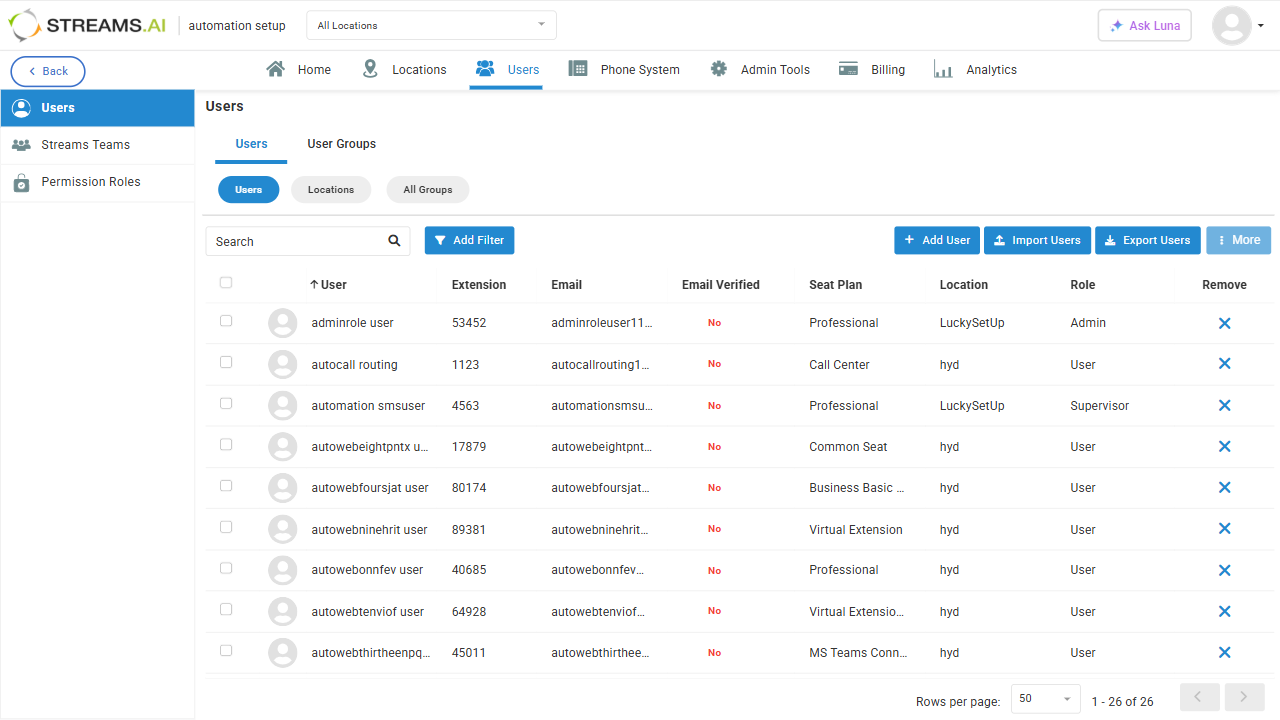 STREAMS.AI automation setup All Locations Ask Luna
Back Home Locations Users Phone System Admin Tools Billing Analytics
Users
Streams Teams
Permission Roles
Users
Users User Groups
Users Locations All Groups
Search Add Filter Add User Import Users Export Users More
User Extension Email Email Verified Seat Plan Location Role Remove
adminrole user 53452 adminroleuser11... No Professional LuckySetUp Admin
autocall routing 1123 autocallrouting1... No Call Center hyd User
automation smsuser 4563 automationsmsu... No Professional LuckySetUp Supervisor
autowebeightpntx u... 17879 autowebeightpnt... No Common Seat hyd User
autowebfoursjat user 80174 autowebfoursjat... No Business Basic ... hyd User
autowebninehrit user 89381 autowebninehrit... No Virtual Extension hyd User
autowebonnfev user 40685 autowebonnfev... No Professional hyd User
autowebtenviof user 64928 autowebtenviof... No Virtual Extensio... hyd User
autowebthirtheenpq... 45011 autowebthirthee... No MS Teams Conn... hyd User
Rows per page: 50 1 - 26 of 26